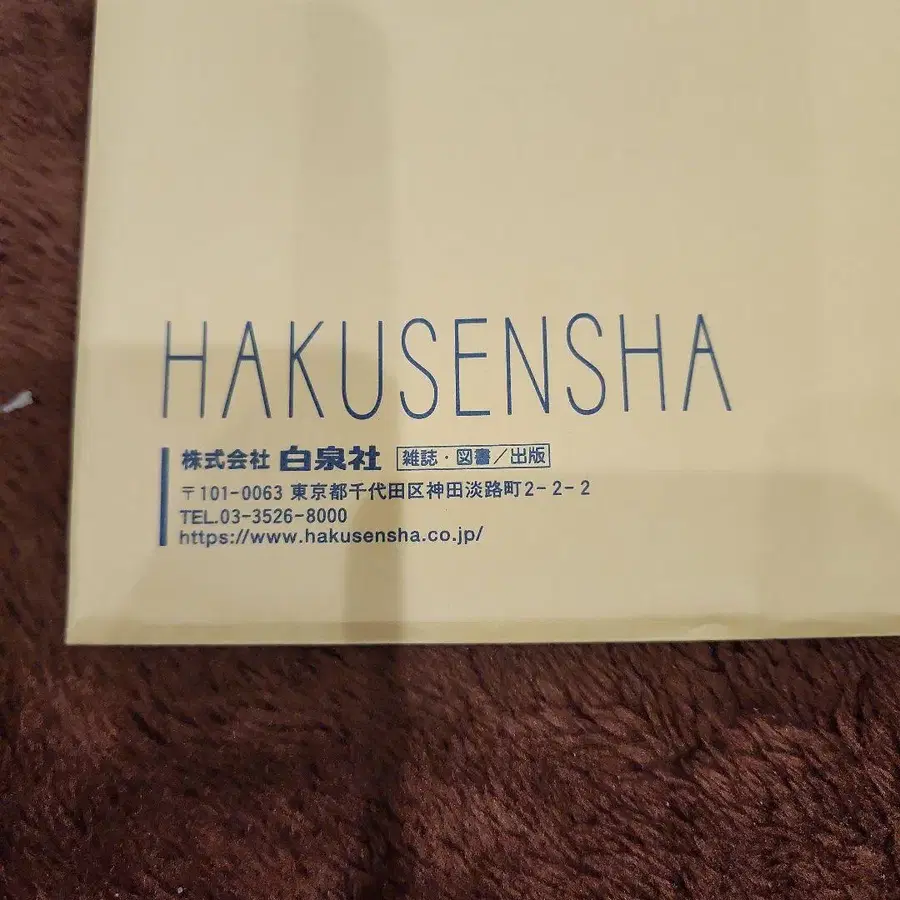 HAKUSENSHA
株式会社 白泉社 雑誌・図書/出版
〒101-0063 東京都千代田区神田淡路町2-2-2
TEL.03-3526-8000
https://www.hakusensha.co.jp/